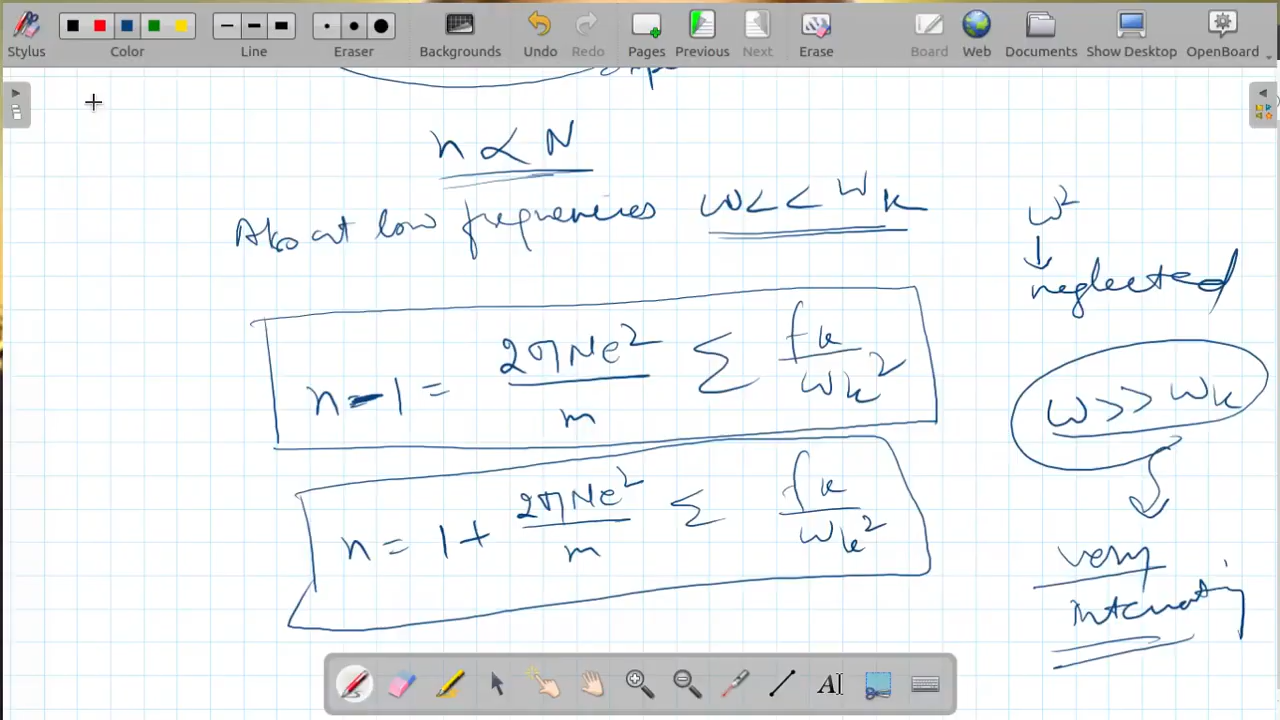 Stylus Color Line Eraser Backgrounds Undo Redo Pages Previous Next Erase Board Web Documents Show Desktop OpenBoard
n ∝ N
Also at low frequencies ω << ωk
ω²
↓
neglected
n-1 = 2πNe²/m Σ fk/ωk²
ω >> ωk
n = 1 + 2πNe²/m Σ fk/ωk²
very
interesting